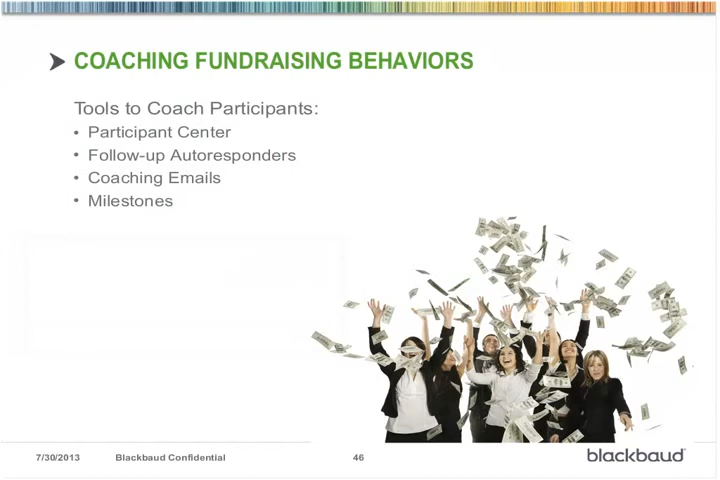 COACHING FUNDRAISING BEHAVIORS
Tools to Coach Participants:
• Participant Center
• Follow-up Autoresponders
• Coaching Emails
• Milestones
7/30/2013 Blackbaud Confidential 46 blackbaud